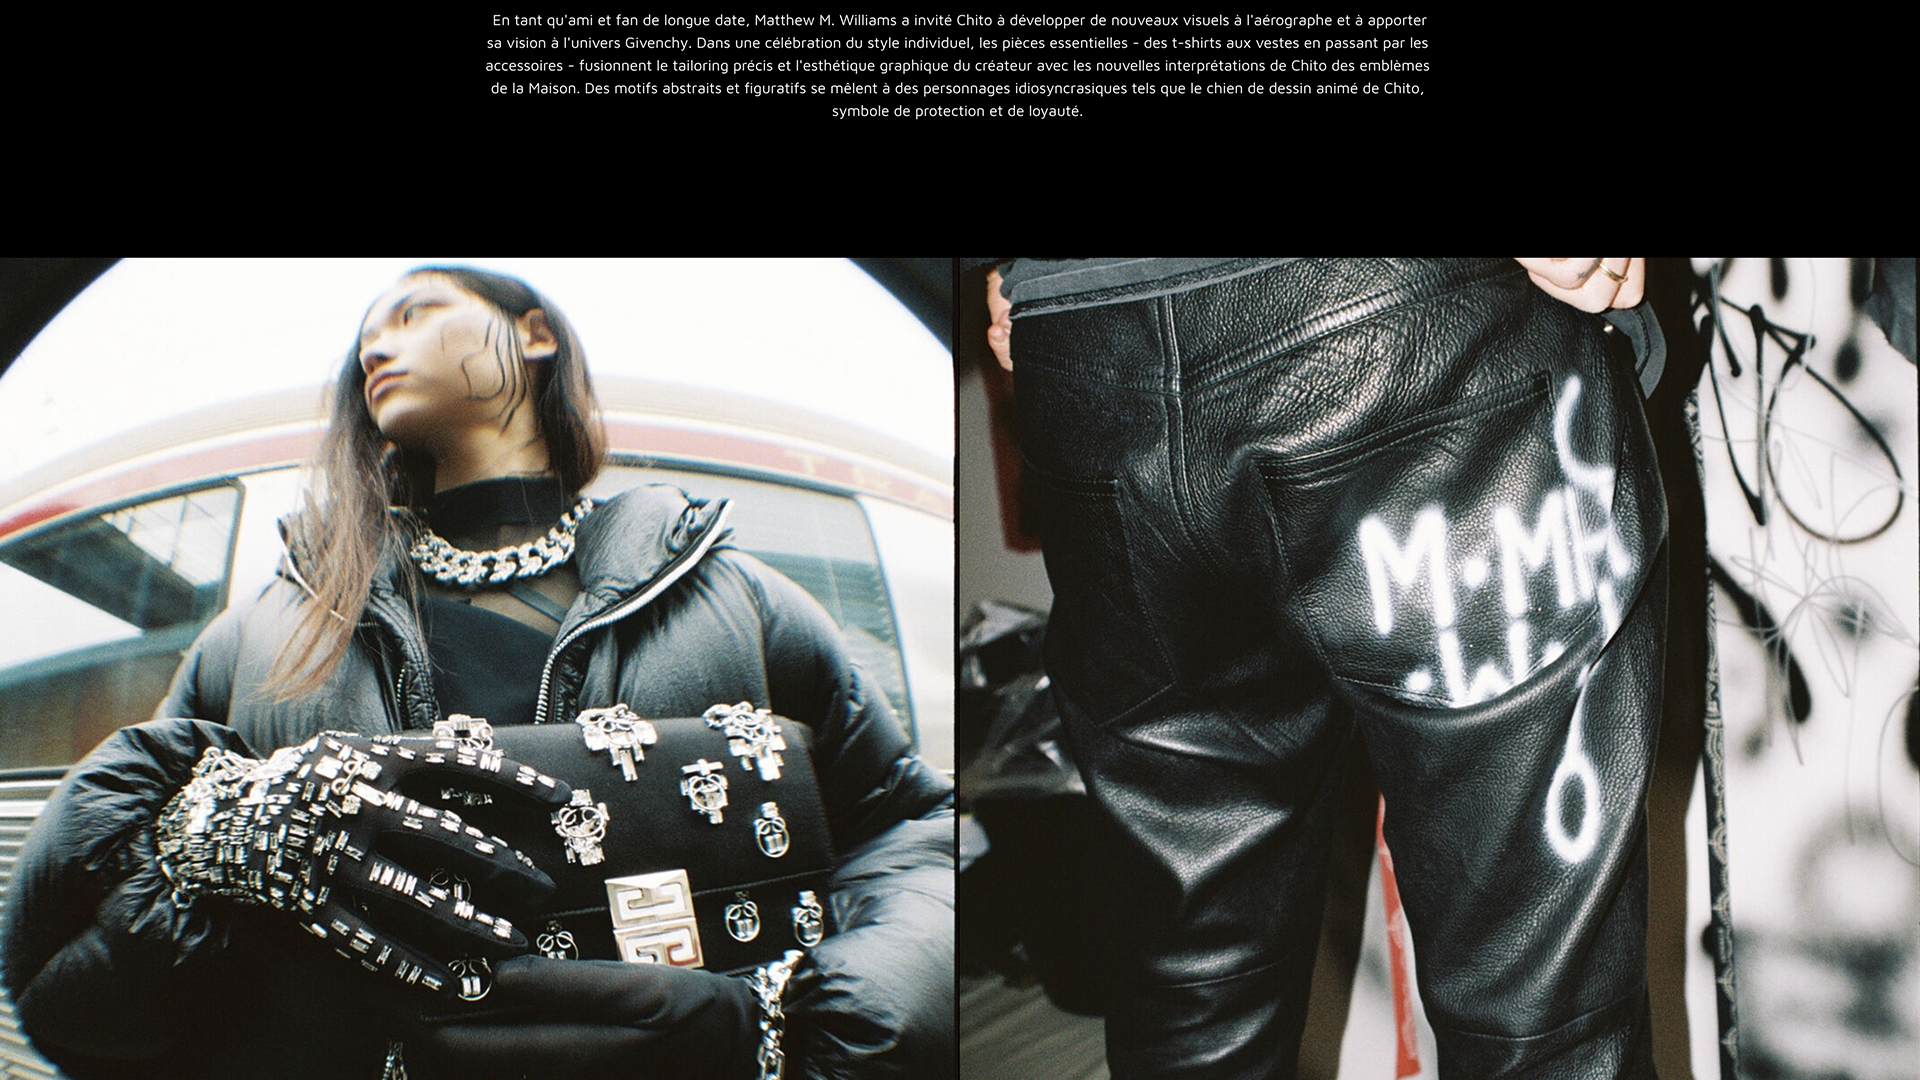 En tant qu'ami et fan de longue date, Matthew M. Williams a invité Chito à développer de nouveaux visuels à l'aérographe et à apporter
sa vision à l'univers Givenchy. Dans une célébration du style individuel, les pièces essentielles - des t-shirts aux vestes en passant par les
accessoires - fusionnent le tailoring précis et l'esthétique graphique du créateur avec les nouvelles interprétations de Chito des emblèmes
de la Maison. Des motifs abstraits et figuratifs se mêlent à des personnages idiosyncrasiques tels que le chien de dessin animé de Chito,
symbole de protection et de loyauté.
M•M
•W•